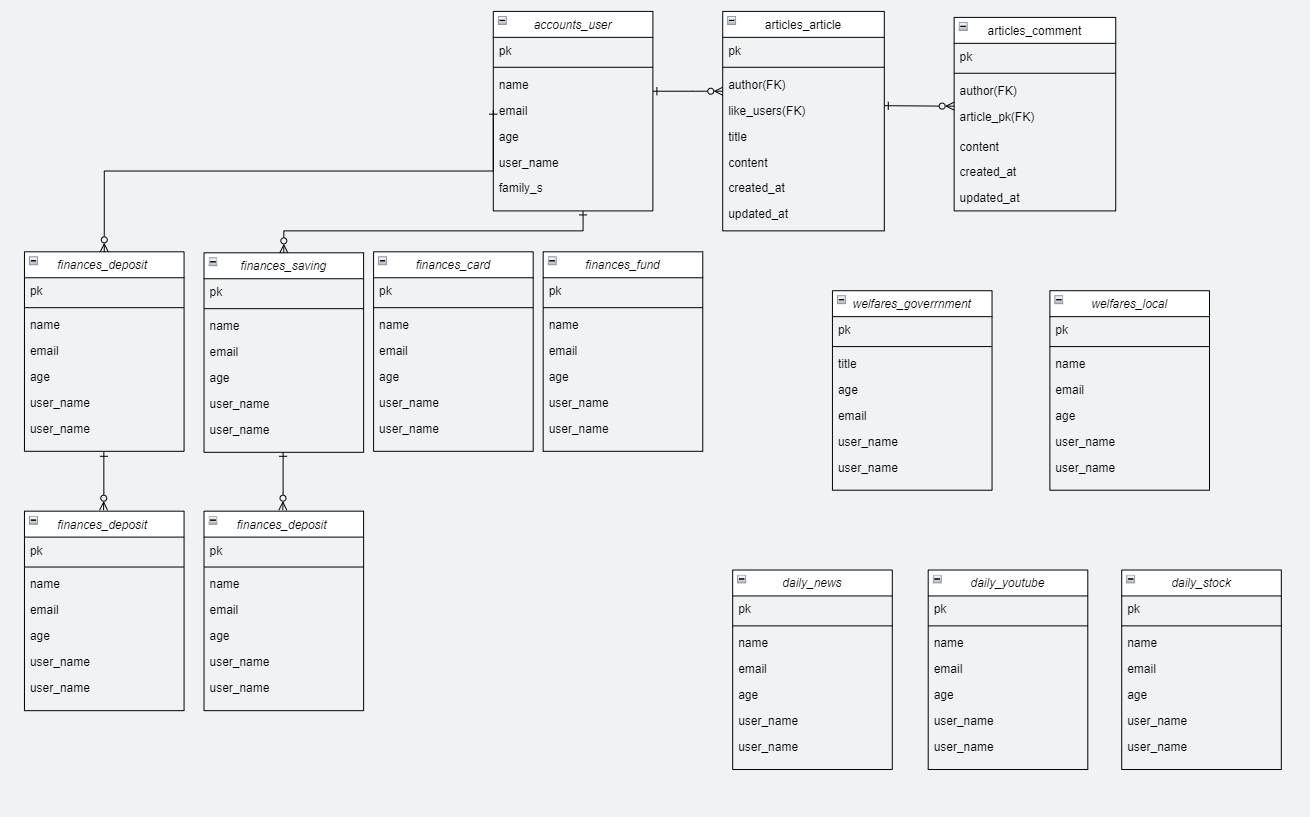 accounts_user
pk
name
email
age
user_name
family_s
articles_article
pk
author(FK)
like_users(FK)
title
content
created_at
updated_at
articles_comment
pk
author(FK)
article_pk(FK)
content
created_at
updated_at
finances_deposit
pk
name
email
age
user_name
user_name
finances_saving
pk
name
email
age
user_name
user_name
finances_card
pk
name
email
age
user_name
user_name
finances_fund
pk
name
email
age
user_name
user_name
welfares_goverrnment
pk
title
age
email
user_name
user_name
welfares_local
pk
name
email
age
user_name
user_name
finances_deposit
pk
name
email
age
user_name
user_name
finances_deposit
pk
name
email
age
user_name
user_name
daily_news
pk
name
email
age
user_name
user_name
daily_youtube
pk
name
email
age
user_name
user_name
daily_stock
pk
name
email
age
user_name
user_name